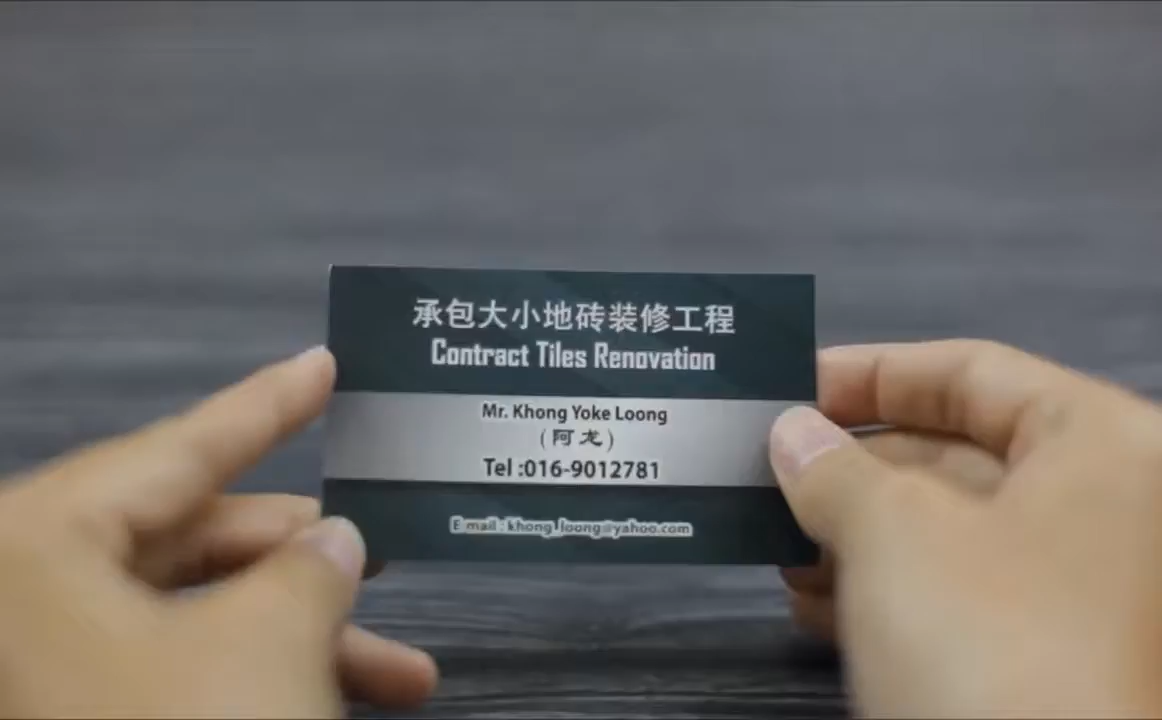 承包大小地砖装修工程
Contract Tiles Renovation
Mr. Khong Yoke Loong
(阿龙)
Tel :016-9012781
E mail : khong_loong@yahoo.com